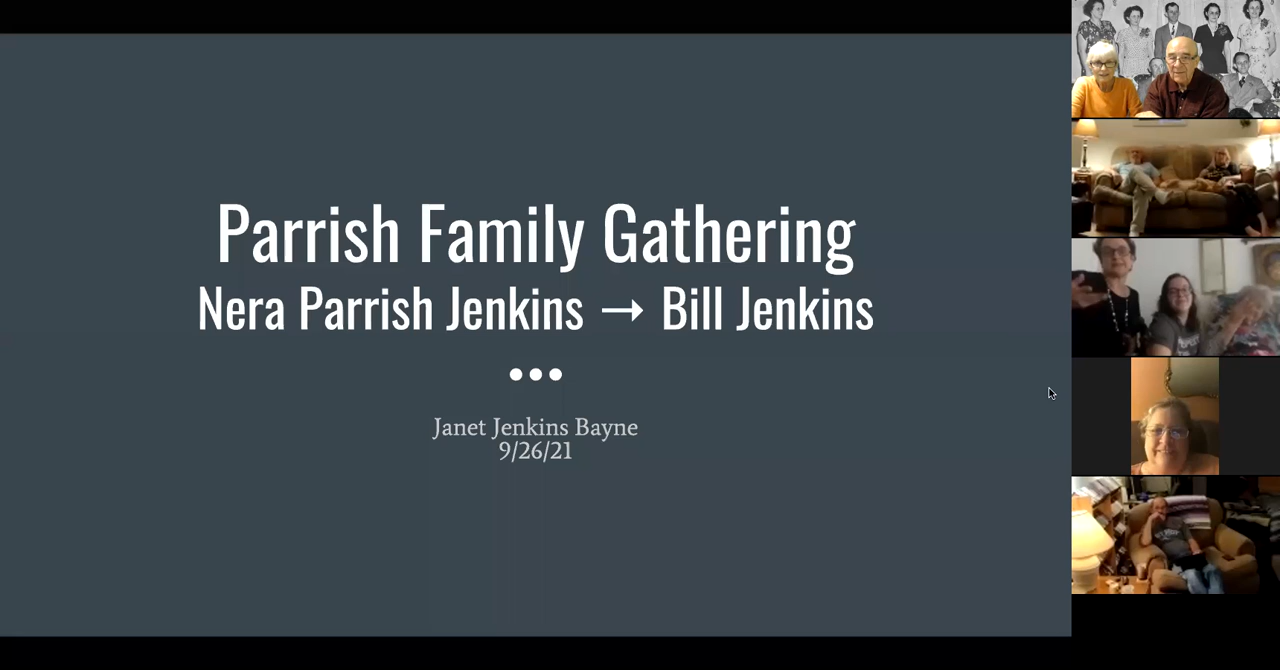 Parrish Family Gathering
Nera Parrish Jenkins → Bill Jenkins
Janet Jenkins Bayne
9/26/21